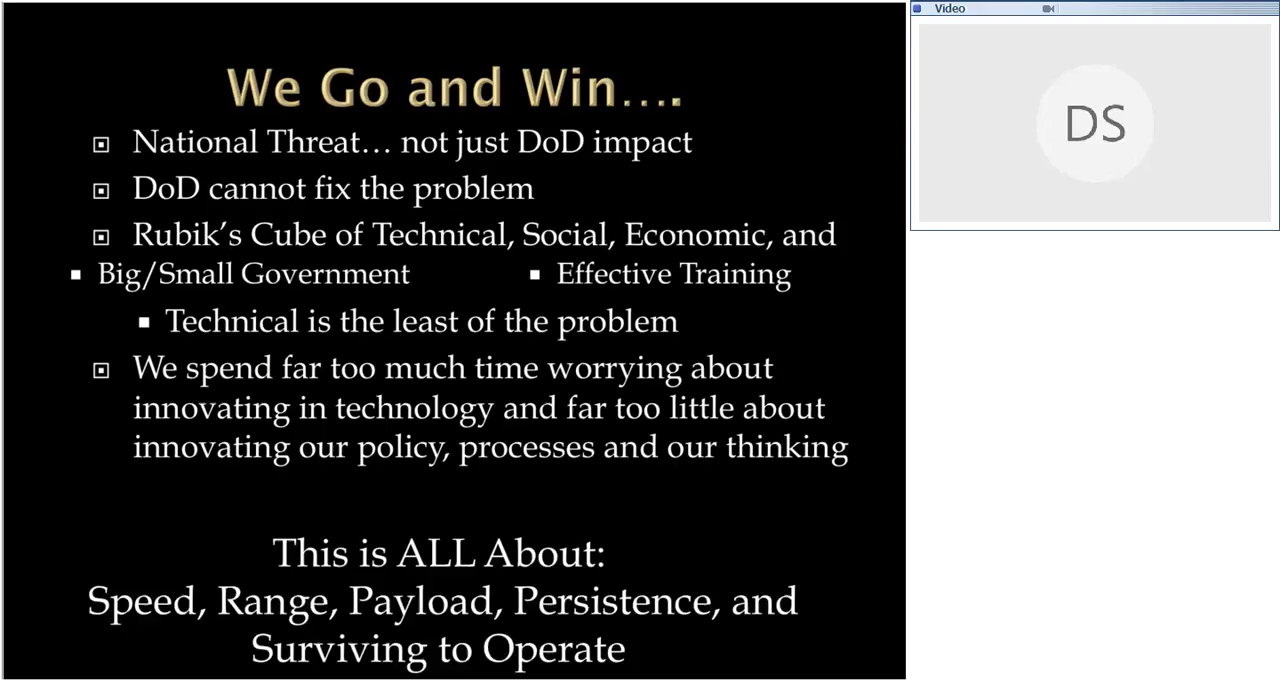 We Go and Win….
National Threat… not just DoD impact
DoD cannot fix the problem
Rubik's Cube of Technical, Social, Economic, and
Big/Small Government
Effective Training
Technical is the least of the problem
We spend far too much time worrying about
innovating in technology and far too little about
innovating our policy, processes and our thinking
This is ALL About:
Speed, Range, Payload, Persistence, and
Surviving to Operate
Video
DS